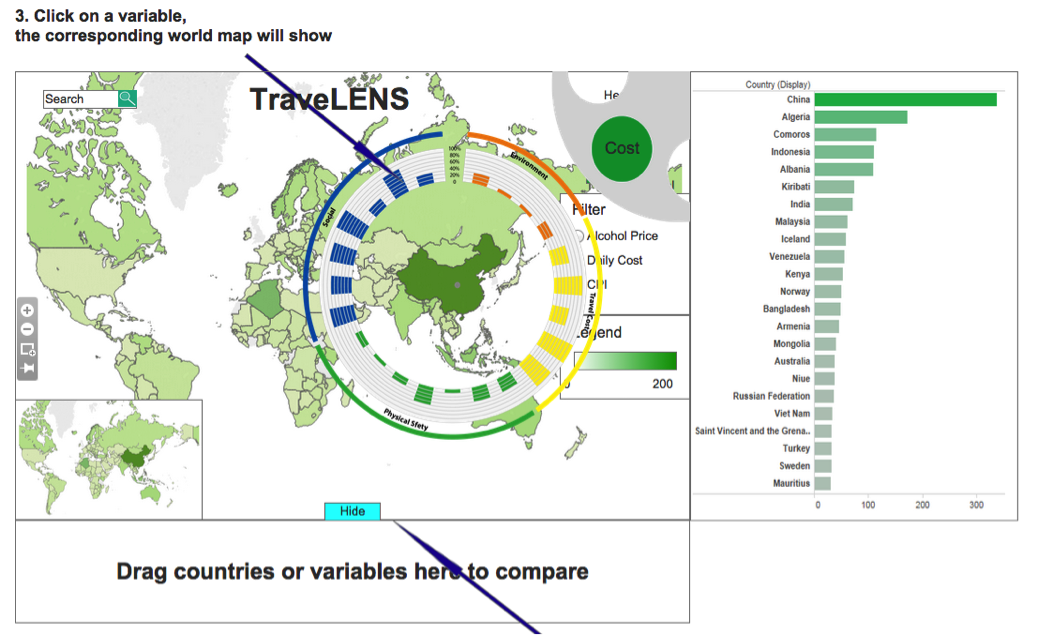 3. Click on a variable,
the corresponding world map will show
Search
TraveLENS
He
Cost
100%
80%
60%
40%
20%
0
Environment
Social
Travel Cost
Physical Sfety
Filter
Alcohol Price
Daily Cost
CPI
Legend
0
200
Hide
Drag countries or variables here to compare
Country (Display)
China
Algeria
Comoros
Indonesia
Albania
Kiribati
India
Malaysia
Iceland
Venezuela
Kenya
Norway
Bangladesh
Armenia
Mongolia
Australia
Niue
Russian Federation
Viet Nam
Saint Vincent and the Grena..
Turkey
Sweden
Mauritius
0 100 200 300